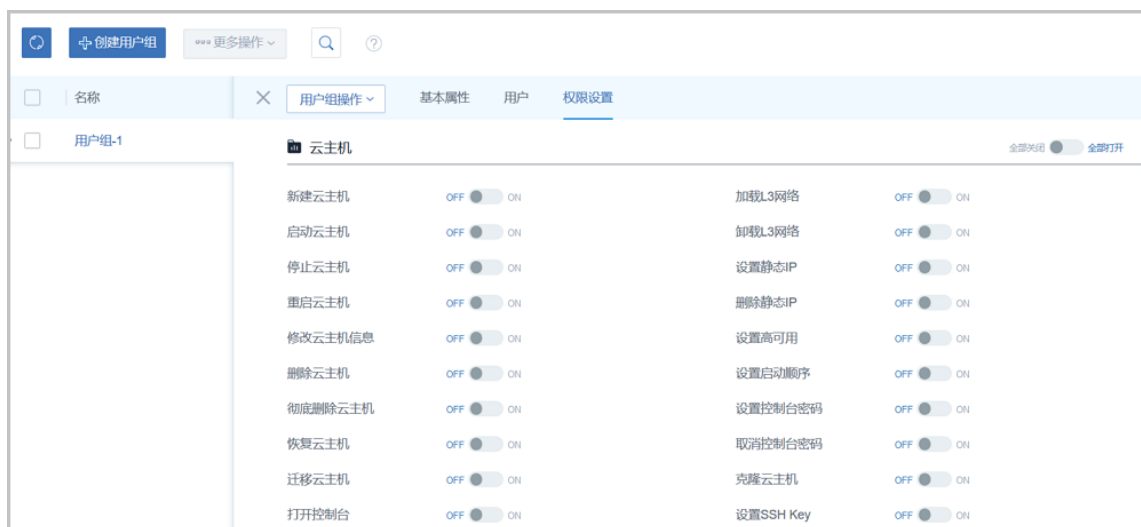 创建用户组 更多操作
名称 用户组操作 基本属性 用户 权限设置
用户组-1
云主机 全部关闭 全部打开
新建云主机 OFF ON 加载L3网络 OFF ON
启动云主机 OFF ON 卸载L3网络 OFF ON
停止云主机 OFF ON 设置静态IP OFF ON
重启云主机 OFF ON 删除静态IP OFF ON
修改云主机信息 OFF ON 设置高可用 OFF ON
删除云主机 OFF ON 设置启动顺序 OFF ON
彻底删除云主机 OFF ON 设置控制台密码 OFF ON
恢复云主机 OFF ON 取消控制台密码 OFF ON
迁移云主机 OFF ON 克隆云主机 OFF ON
打开控制台 OFF ON 设置SSH Key OFF ON